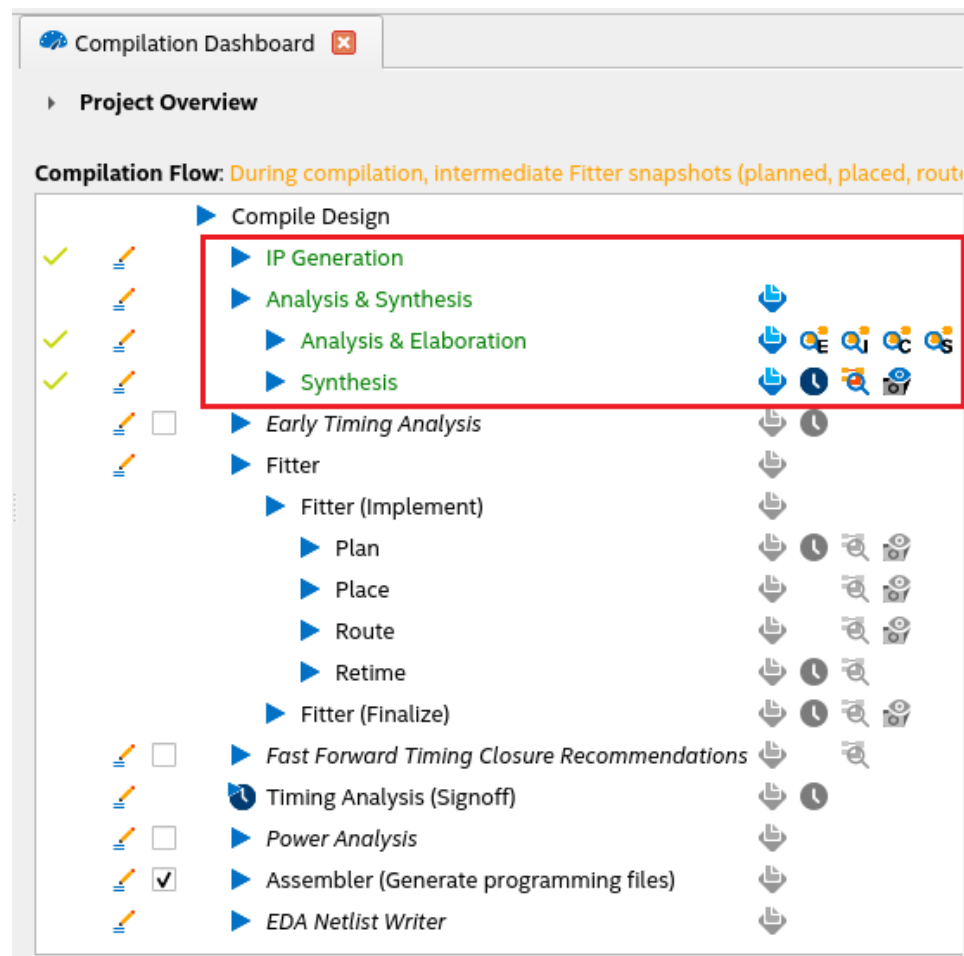 Compilation Dashboard
Project Overview
Compilation Flow: During compilation, intermediate Fitter snapshots (planned, placed, route
Compile Design
IP Generation
Analysis & Synthesis
Analysis & Elaboration E I C S
Synthesis
Early Timing Analysis
Fitter
Fitter (Implement)
Plan
Place
Route
Retime
Fitter (Finalize)
Fast Forward Timing Closure Recommendations
Timing Analysis (Signoff)
Power Analysis
Assembler (Generate programming files)
EDA Netlist Writer